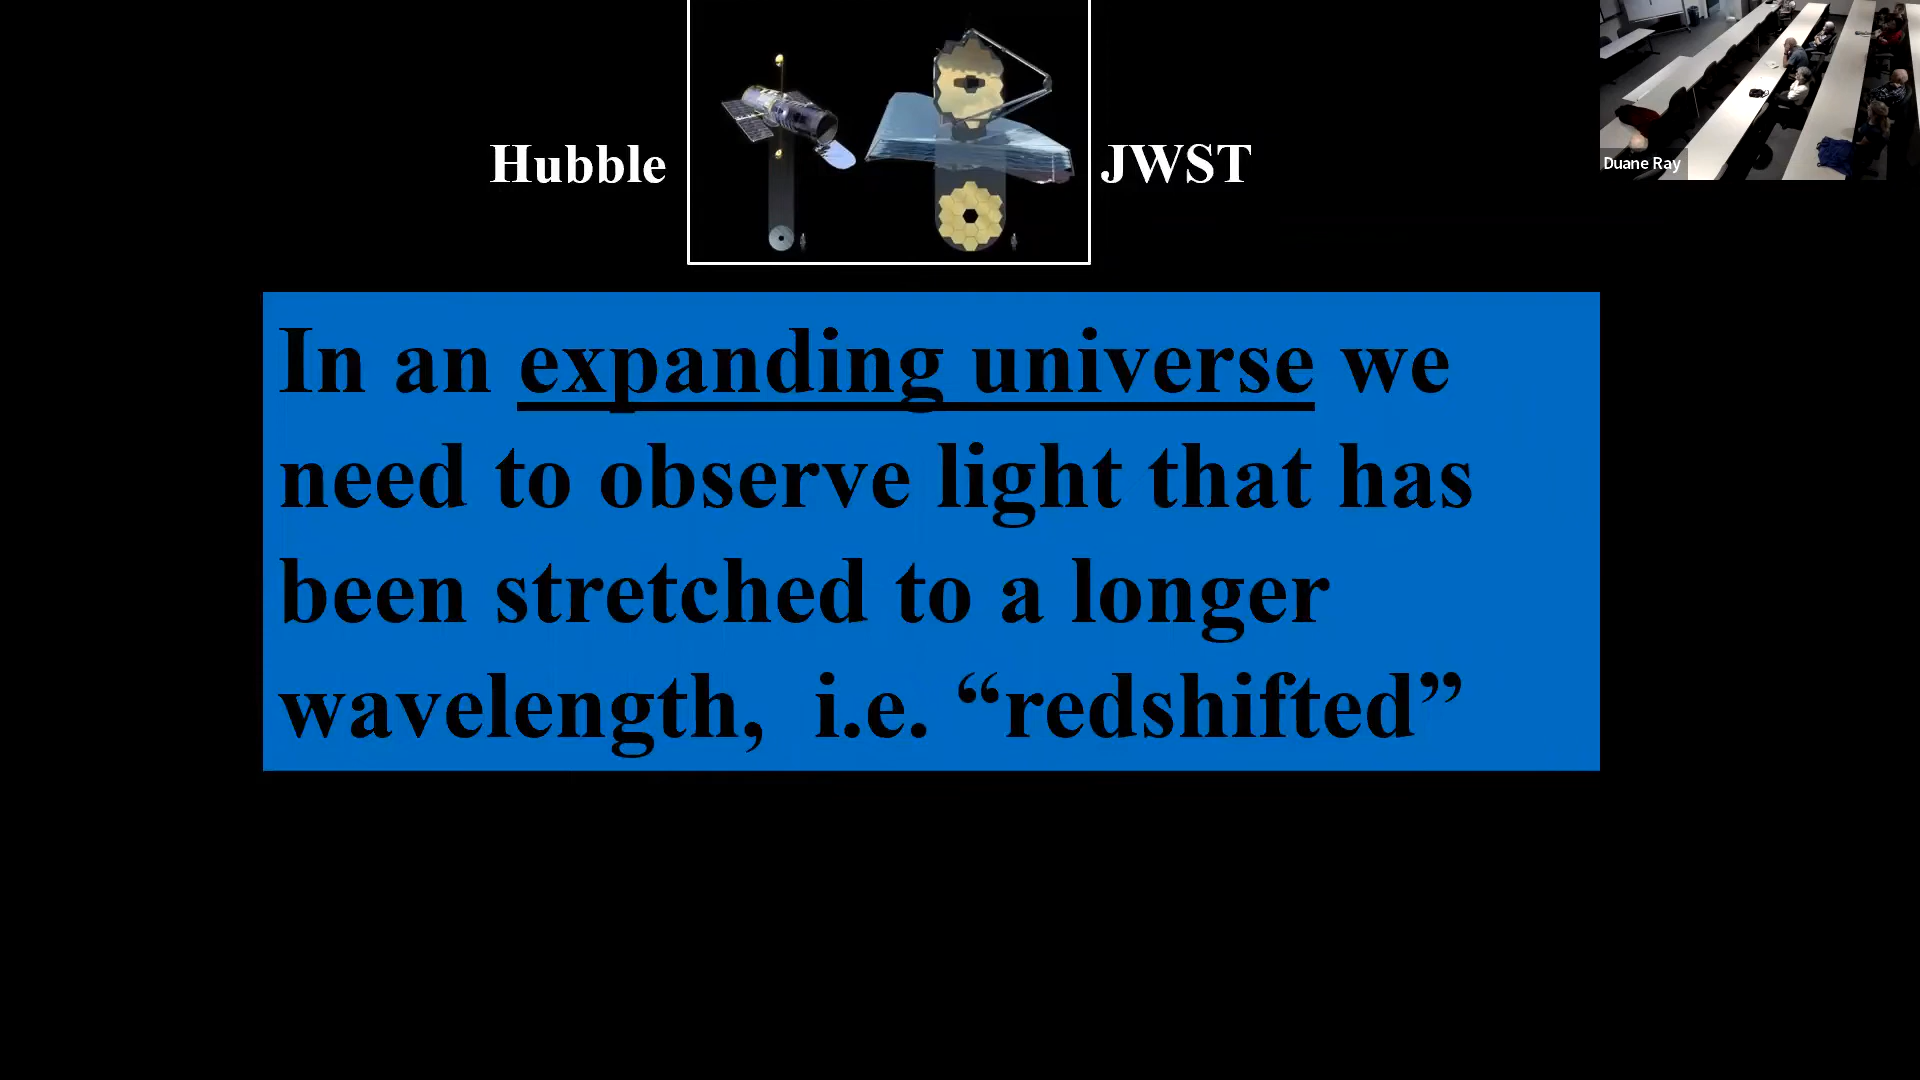 Hubble
JWST
Duane Ray
In an expanding universe we
need to observe light that has
been stretched to a longer
wavelength,  i.e. “redshifted”